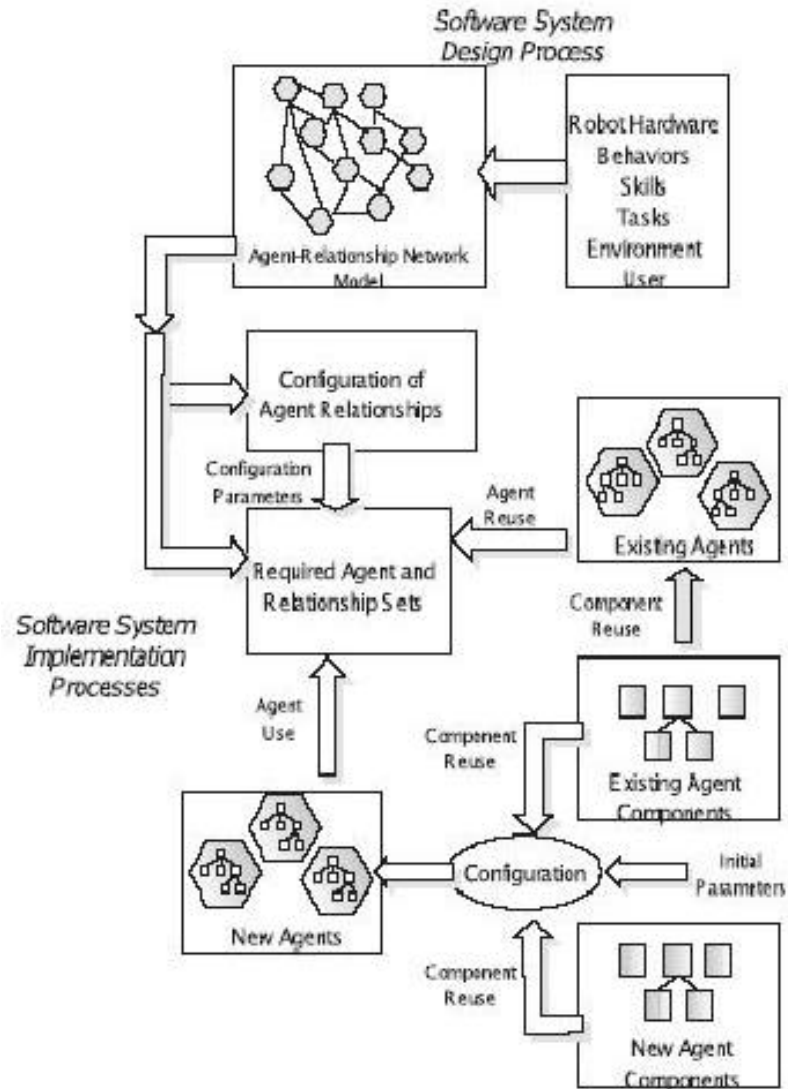 Software System
Design Process
Robot Hardware
Behaviors
Skills
Tasks
Environment
User
Agent-Relationship Network
Model
Configuration of
Agent Relationships
Configuration
Parameters
Agent
Reuse
Existing Agents
Required Agent and
Relationship Sets
Component
Reuse
Software System
Implementation
Processes
Agent
Use
Component
Reuse
Existing Agent
Components
Configuration
Initial
Parameters
New Agents
Component
Reuse
New Agent
Components